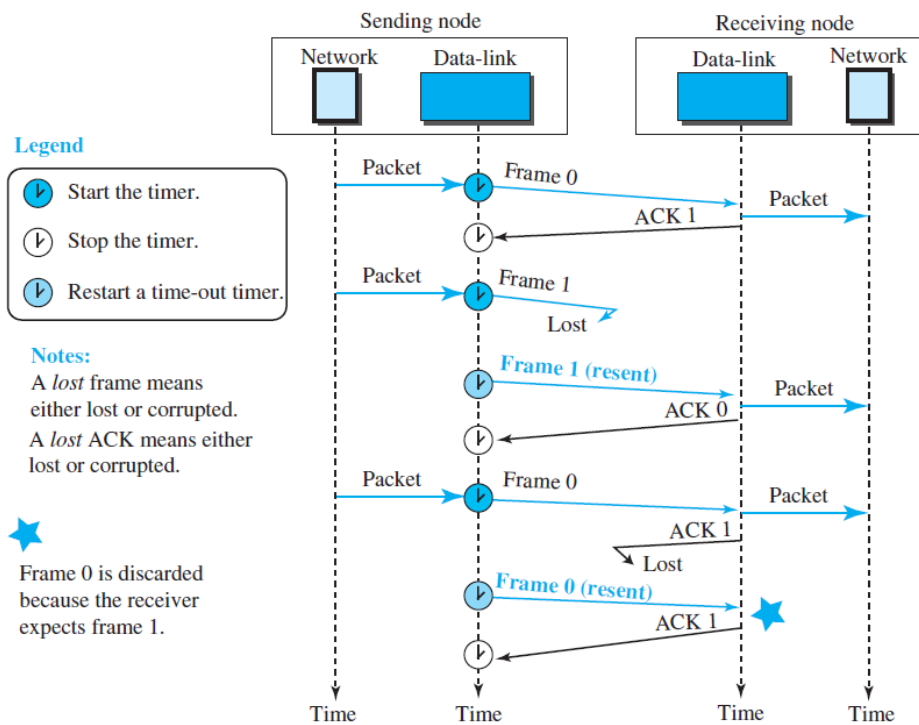 Sending node
Receiving node
Network
Data-link
Data-link
Network
Legend
Start the timer.
Stop the timer.
Restart a time-out timer.
Notes:
A lost frame means
either lost or corrupted.
A lost ACK means either
lost or corrupted.
Frame 0 is discarded
because the receiver
expects frame 1.
Packet
Frame 0
Packet
ACK 1
Packet
Frame 1
Lost
Frame 1 (resent)
Packet
ACK 0
Packet
Frame 0
Packet
ACK 1
Lost
Frame 0 (resent)
ACK 1
Time
Time
Time
Time